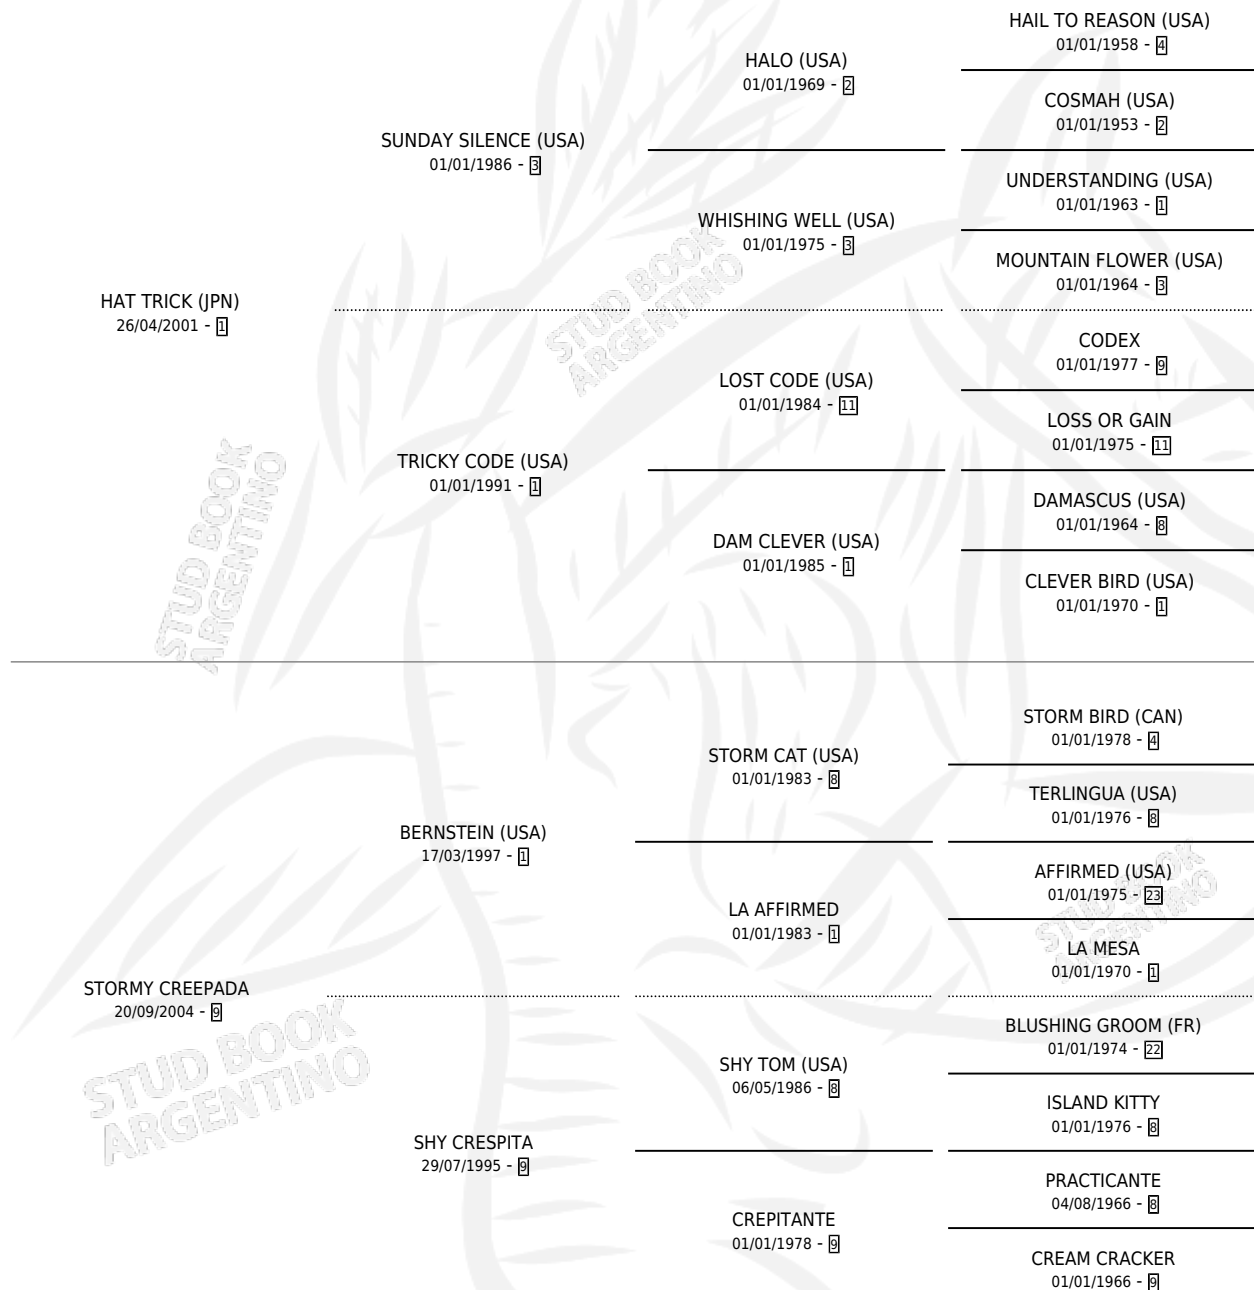 HAIL TO REASON (USA)
01/01/1958 - 4
HALO (USA)
01/01/1969 - 2
COSMAH (USA)
01/01/1953 - 2
SUNDAY SILENCE (USA)
01/01/1986 - 3
UNDERSTANDING (USA)
01/01/1963 - 1
WHISHING WELL (USA)
01/01/1975 - 3
MOUNTAIN FLOWER (USA)
01/01/1964 - 3
HAT TRICK (JPN)
26/04/2001 - 1
CODEX
01/01/1977 - 9
LOST CODE (USA)
01/01/1984 - 11
LOSS OR GAIN
01/01/1975 - 11
TRICKY CODE (USA)
01/01/1991 - 1
DAMASCUS (USA)
01/01/1964 - 8
DAM CLEVER (USA)
01/01/1985 - 1
CLEVER BIRD (USA)
01/01/1970 - 1
STORM BIRD (CAN)
01/01/1978 - 4
STORM CAT (USA)
01/01/1983 - 8
TERLINGUA (USA)
01/01/1976 - 8
BERNSTEIN (USA)
17/03/1997 - 1
AFFIRMED (USA)
01/01/1975 - 23
LA AFFIRMED
01/01/1983 - 1
LA MESA
01/01/1970 - 1
STORMY CREEPADA
20/09/2004 - 9
BLUSHING GROOM (FR)
01/01/1974 - 22
SHY TOM (USA)
06/05/1986 - 8
ISLAND KITTY
01/01/1976 - 8
SHY CRESPITA
29/07/1995 - 9
PRACTICANTE
04/08/1966 - 8
CREPITANTE
01/01/1978 - 9
CREAM CRACKER
01/01/1966 - 9
STUD BOOK
ARGENTINO
STUD BOOK
ARGENTINO
STUD BOOK
ARGENTINO
STUD BOOK
ARGENTINO